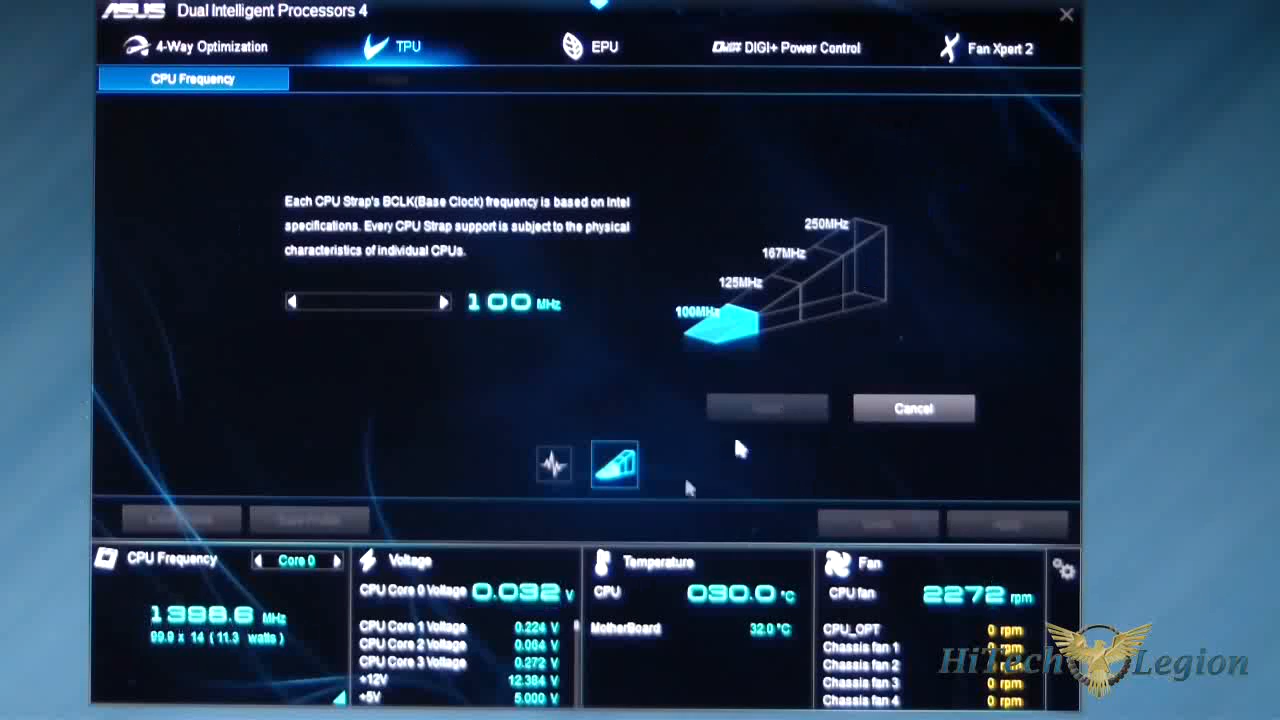 ASUS Dual Intelligent Processors 4
4-Way Optimization
TPU
EPU
DIGI+ Power Control
Fan Xpert 2
CPU Frequency
Each CPU Strap's BCLK(Base Clock) frequency is based on Intel
specifications. Every CPU Strap support is subject to the physical
characteristics of individual CPUs.
100 MHz
250MHz
167MHz
125MHz
100MHz
Cancel
CPU Frequency
Core 0
1398.6 MHz
99.9 x 14 ( 11.3 watts )
Voltage
CPU Core 0 Voltage 0.032 V
CPU Core 1 Voltage 0.224 V
CPU Core 2 Voltage 0.064 V
CPU Core 3 Voltage 0.272 V
+12V 12.384 V
+5V 5.000 V
Temperature
CPU 030.0 °C
MotherBoard 32.0 °C
Fan
CPU fan 2272 rpm
CPU_OPT 0 rpm
Chassis fan 1 0 rpm
Chassis fan 2 0 rpm
Chassis fan 3 0 rpm
Chassis fan 4 0 rpm
HiTech Legion